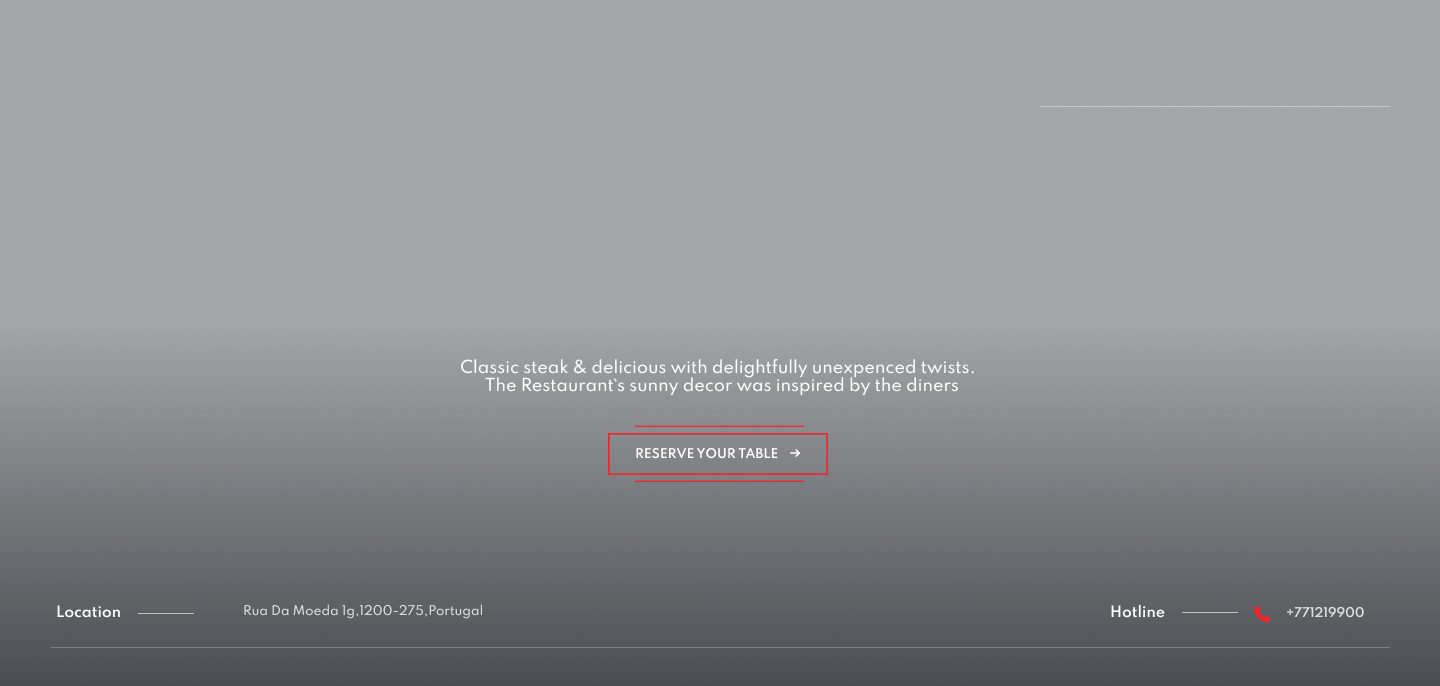 Classic steak & delicious with delightfully unexpenced twists.
The Restaurant`s sunny decor was inspired by the diners
RESERVE YOUR TABLE
Location
Rua Da Moeda 1g,1200-275,Portugal
Hotline
+771219900